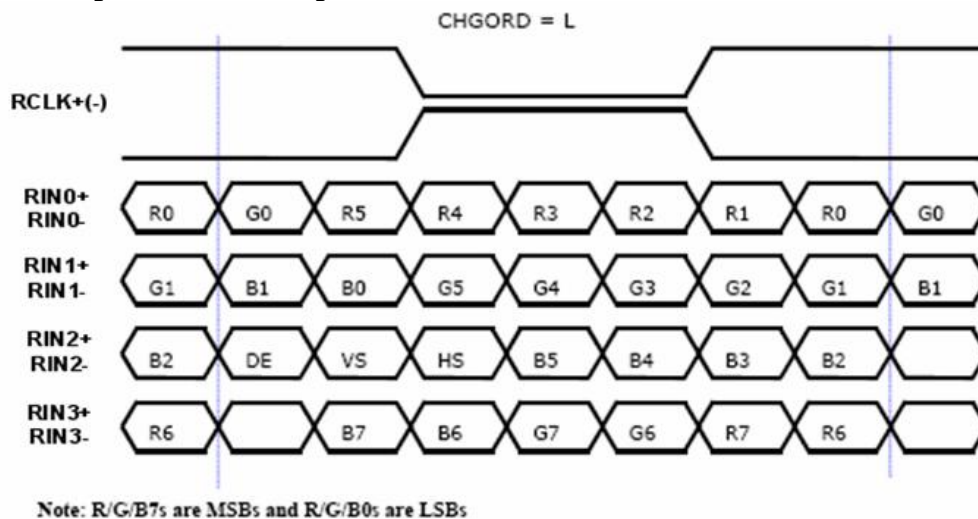 CHGORD = L
RCLK+(-)
RIN0+
RIN0-
R0 G0 R5 R4 R3 R2 R1 R0 G0
RIN1+
RIN1-
G1 B1 B0 G5 G4 G3 G2 G1 B1
RIN2+
RIN2-
B2 DE VS HS B5 B4 B3 B2
RIN3+
RIN3-
R6 B7 B6 G7 G6 R7 R6
Note: R/G/B7s are MSBs and R/G/B0s are LSBs